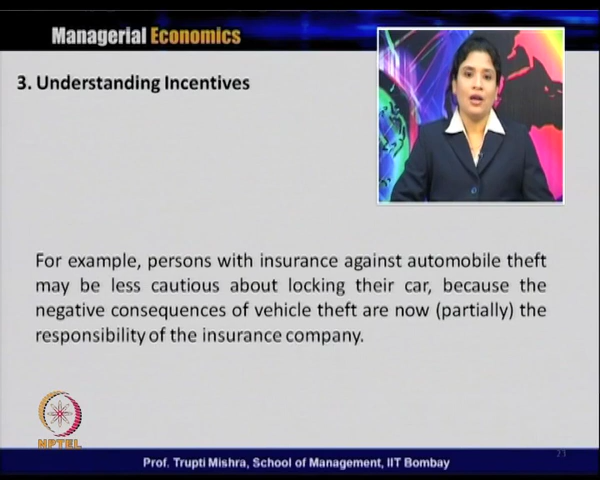 Managerial Economics
3. Understanding Incentives
For example, persons with insurance against automobile theft
may be less cautious about locking their car, because the
negative consequences of vehicle theft are now (partially) the
responsibility of the insurance company.
NPTEL
Prof. Trupti Mishra, School of Management, IIT Bombay